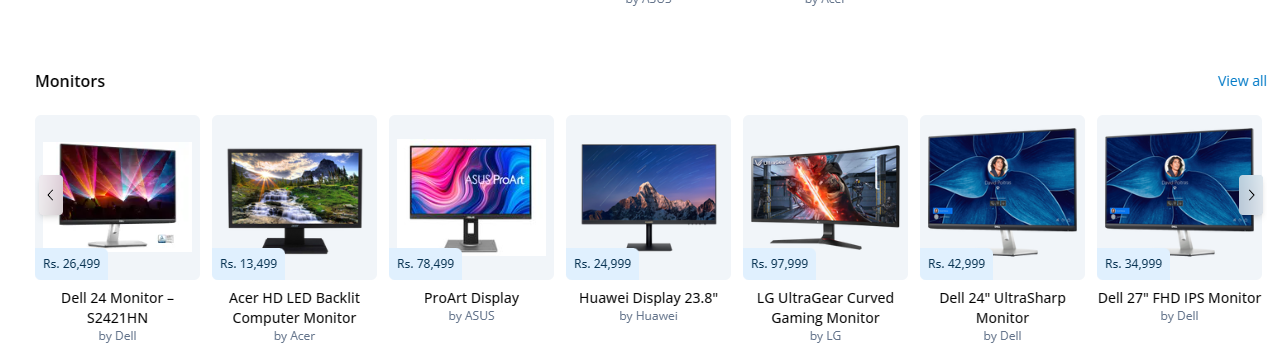 by ASUS
by Acer
Monitors
View all
ASUS ProArt
Rs. 26,499
Rs. 13,499
Rs. 78,499
Rs. 24,999
Rs. 97,999
Rs. 42,999
Rs. 34,999
Dell 24 Monitor –
S2421HN
by Dell
Acer HD LED Backlit
Computer Monitor
by Acer
ProArt Display
by ASUS
Huawei Display 23.8"
by Huawei
LG UltraGear Curved
Gaming Monitor
by LG
Dell 24" UltraSharp
Monitor
by Dell
Dell 27" FHD IPS Monitor
by Dell